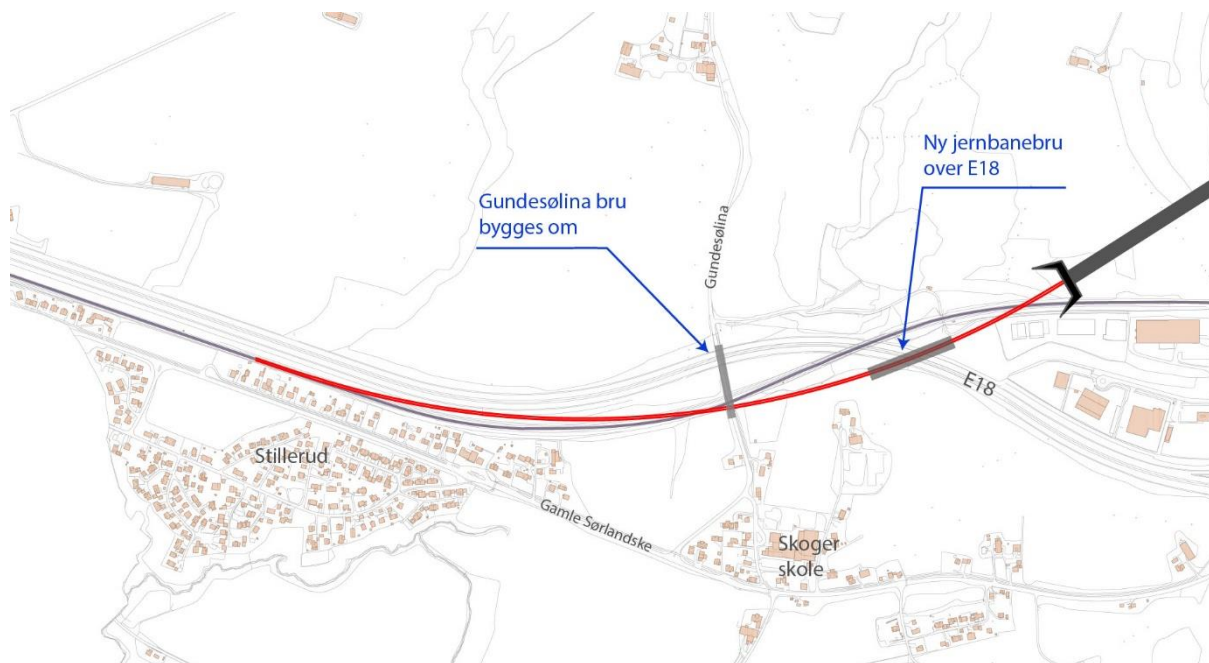 Ny jernbanebru
over E18
Gundesølina bru
bygges om
Gundesølina
E18
Stillerud
Gamle Sørlandske
Skoger
skole